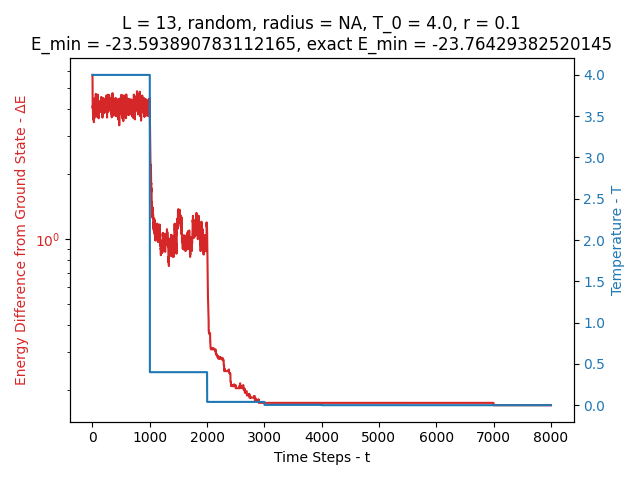 L = 13, random, radius = NA, T_0 = 4.0, r = 0.1
E_min = -23.593890783112165, exact E_min = -23.76429382520145
Energy Difference from Ground State - ΔE
10⁰
4.0
3.5
3.0
2.5
2.0
1.5
1.0
0.5
0.0
Temperature - T
0 1000 2000 3000 4000 5000 6000 7000 8000
Time Steps - t